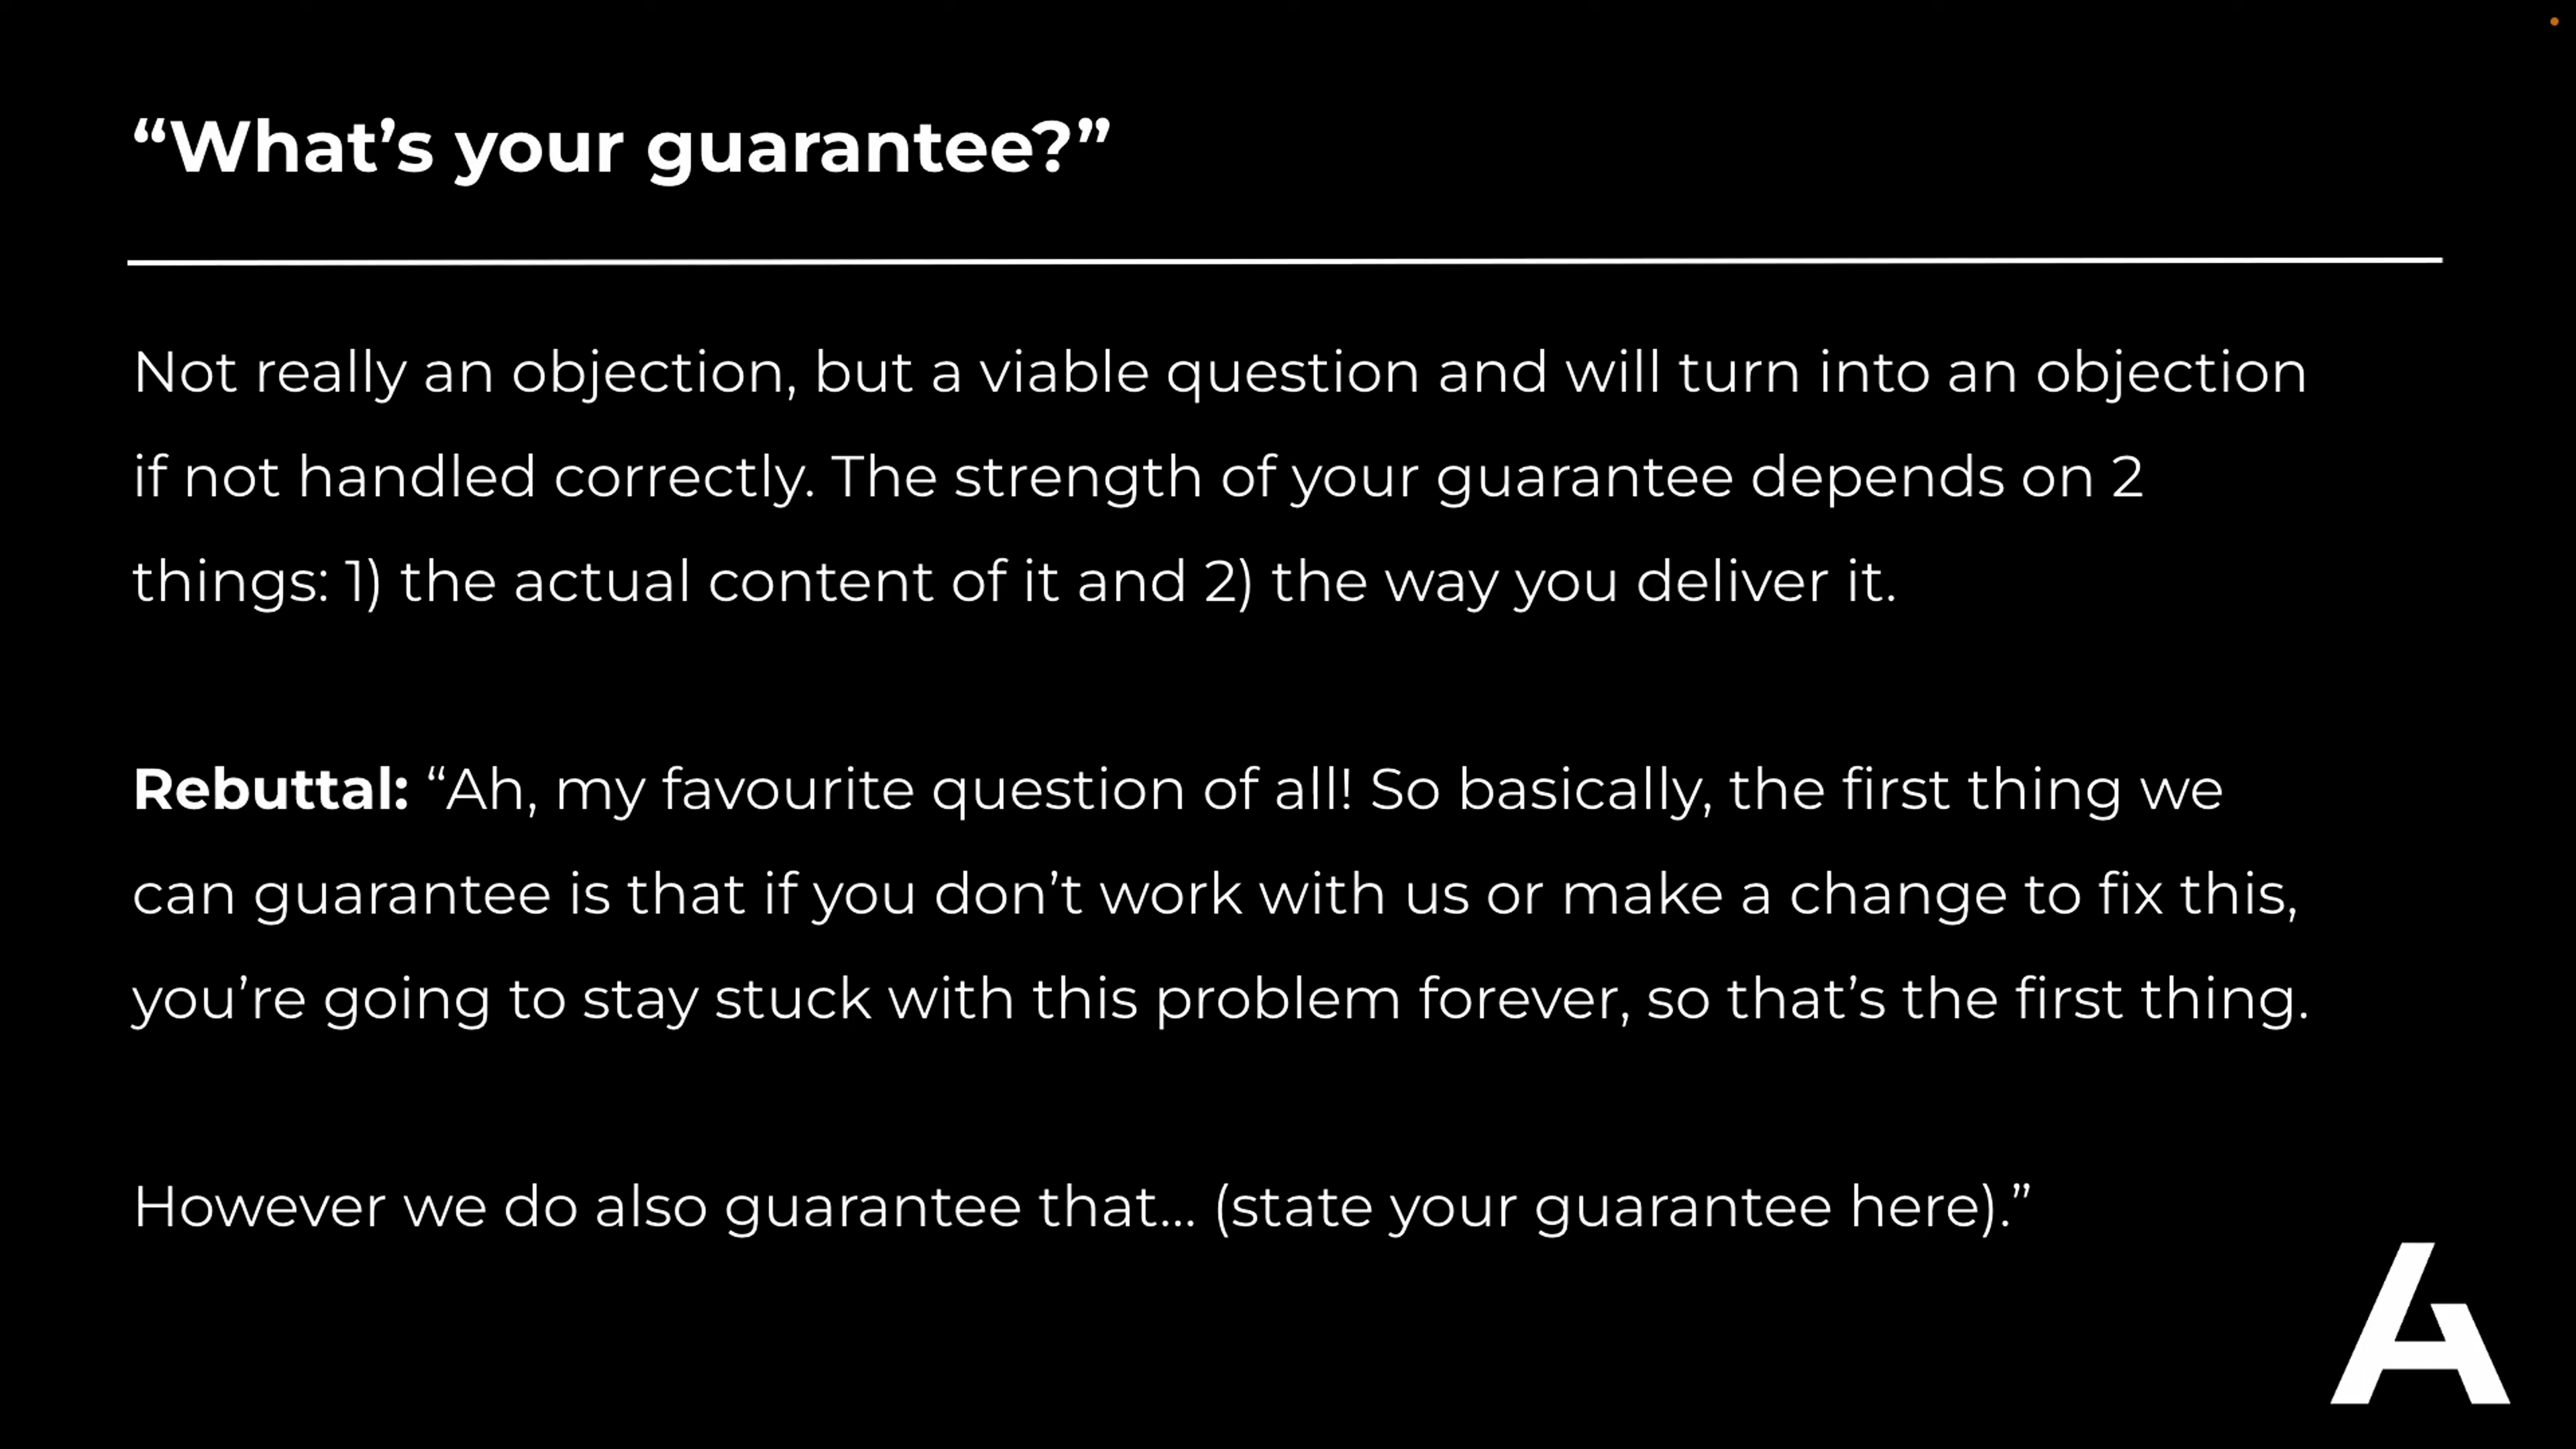 “What’s your guarantee?”
Not really an objection, but a viable question and will turn into an objection
if not handled correctly. The strength of your guarantee depends on 2
things: 1) the actual content of it and 2) the way you deliver it.
Rebuttal: “Ah, my favourite question of all! So basically, the first thing we
can guarantee is that if you don’t work with us or make a change to fix this,
you’re going to stay stuck with this problem forever, so that’s the first thing.
However we do also guarantee that... (state your guarantee here).”